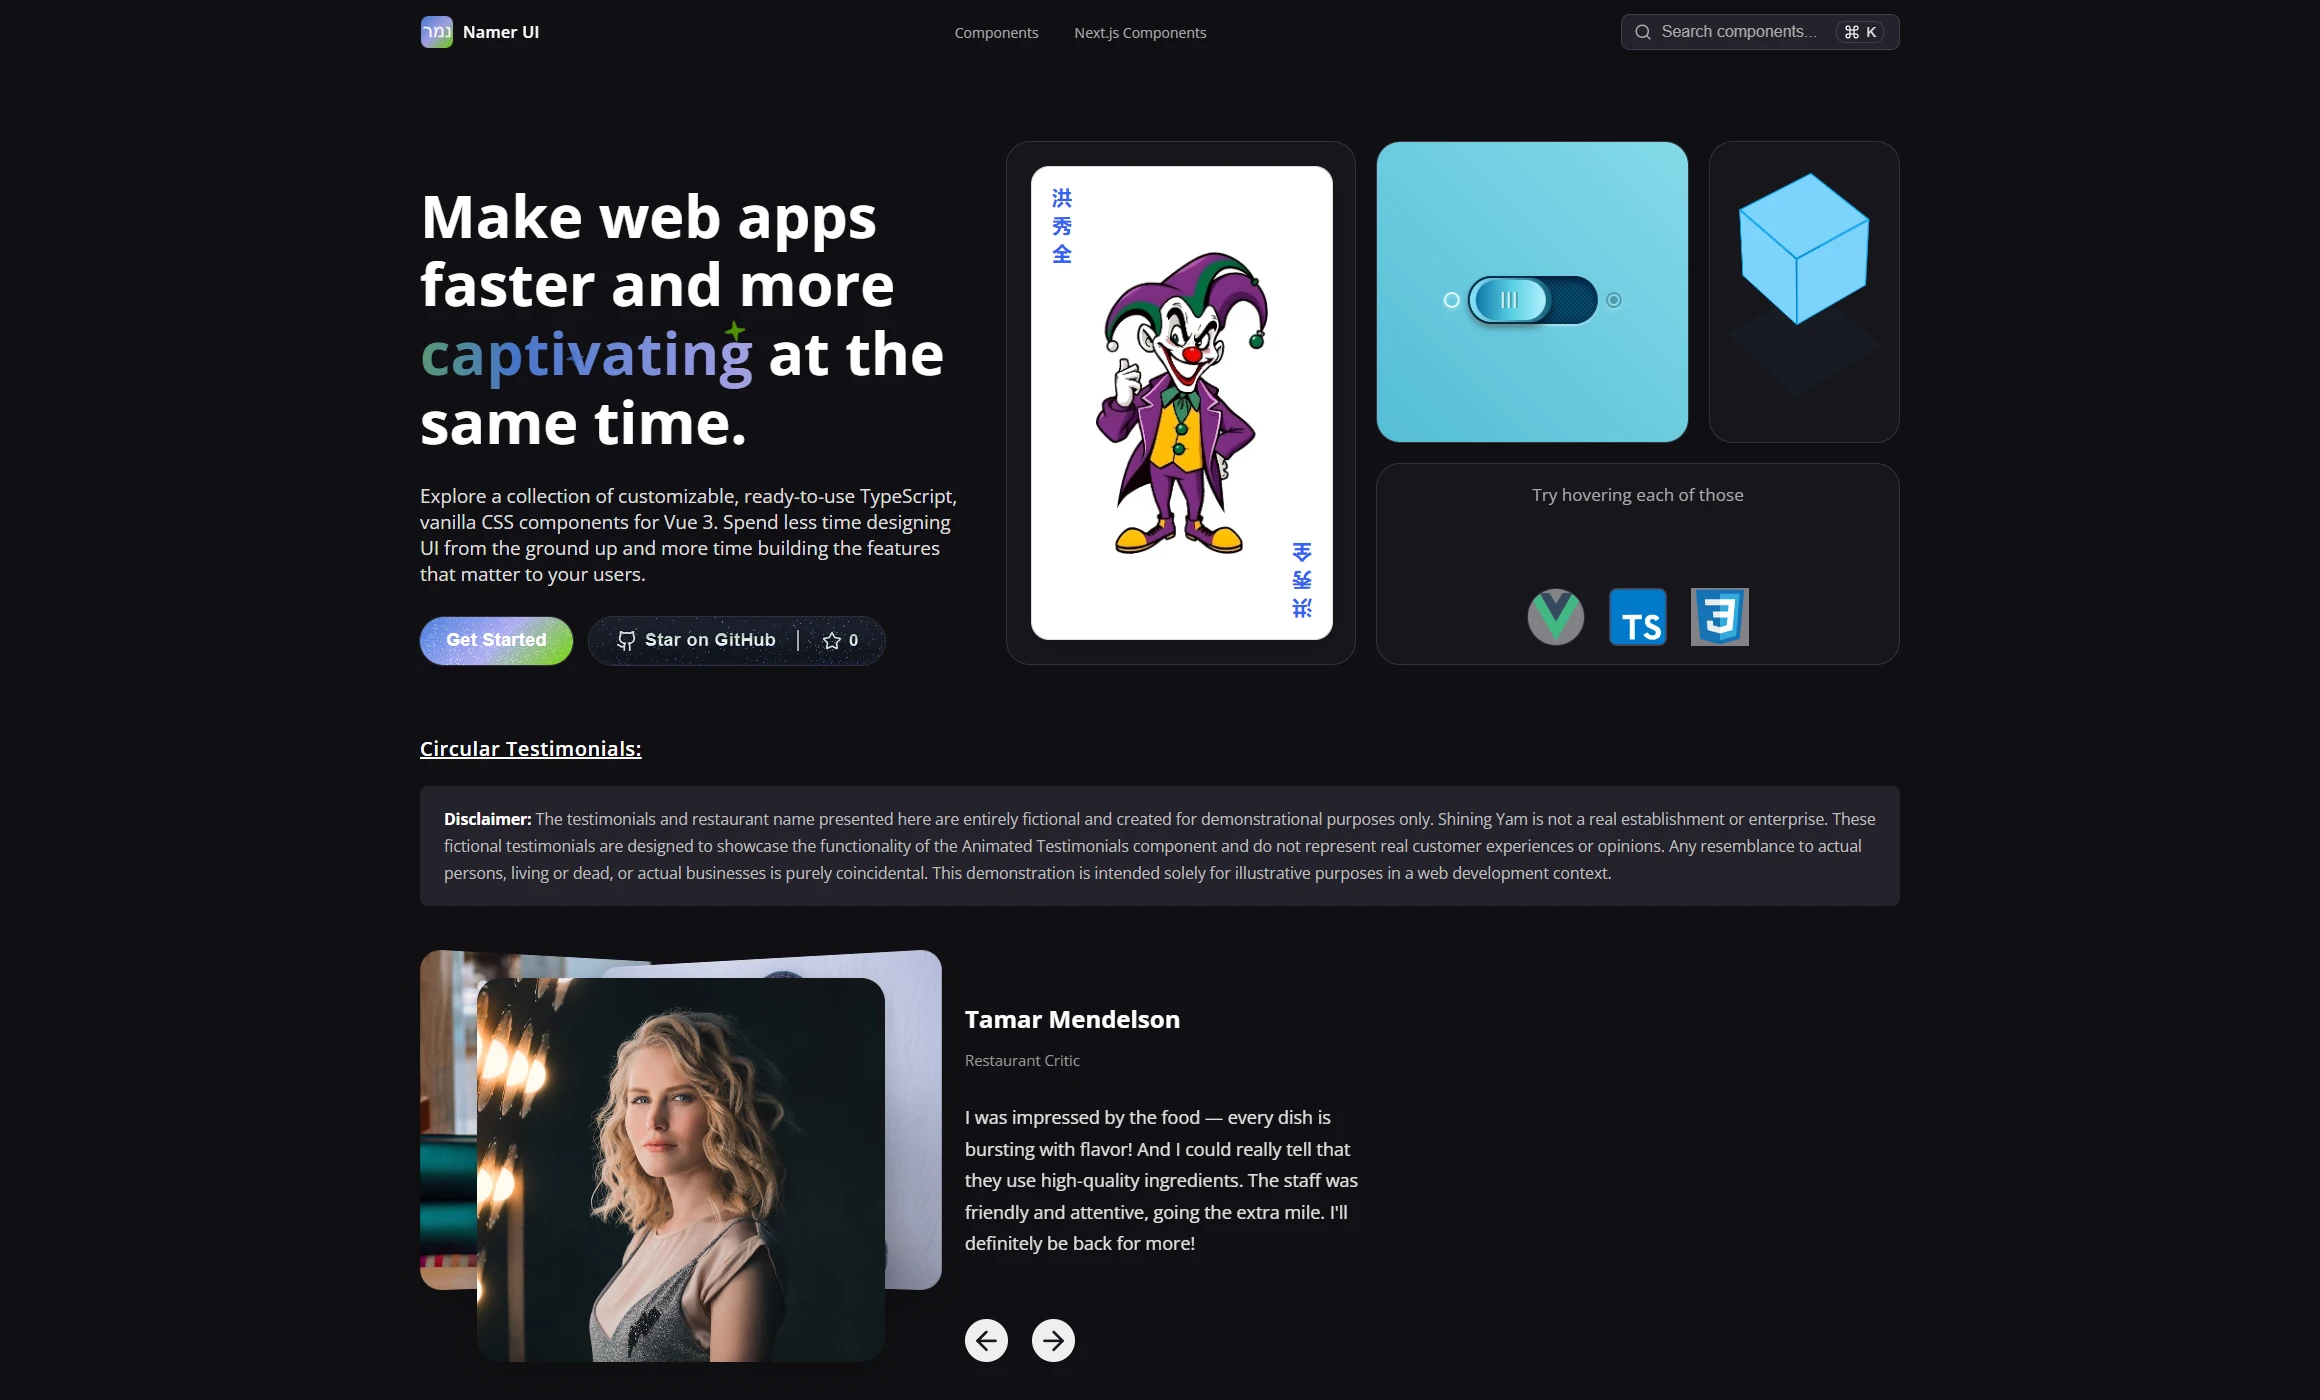 נמר
Namer UI
Components
Next.js Components
Search components...
⌘ K
Make web apps
faster and more
captivating at the
same time.
Explore a collection of customizable, ready-to-use TypeScript,
vanilla CSS components for Vue 3. Spend less time designing
UI from the ground up and more time building the features
that matter to your users.
Get Started
Star on GitHub
0
洪
秀
全
洪
秀
全
Try hovering each of those
TS
Circular Testimonials:
Disclaimer: The testimonials and restaurant name presented here are entirely fictional and created for demonstrational purposes only. Shining Yam is not a real establishment or enterprise. These
fictional testimonials are designed to showcase the functionality of the Animated Testimonials component and do not represent real customer experiences or opinions. Any resemblance to actual
persons, living or dead, or actual businesses is purely coincidental. This demonstration is intended solely for illustrative purposes in a web development context.
Tamar Mendelson
Restaurant Critic
I was impressed by the food — every dish is
bursting with flavor! And I could really tell that
they use high-quality ingredients. The staff was
friendly and attentive, going the extra mile. I'll
definitely be back for more!